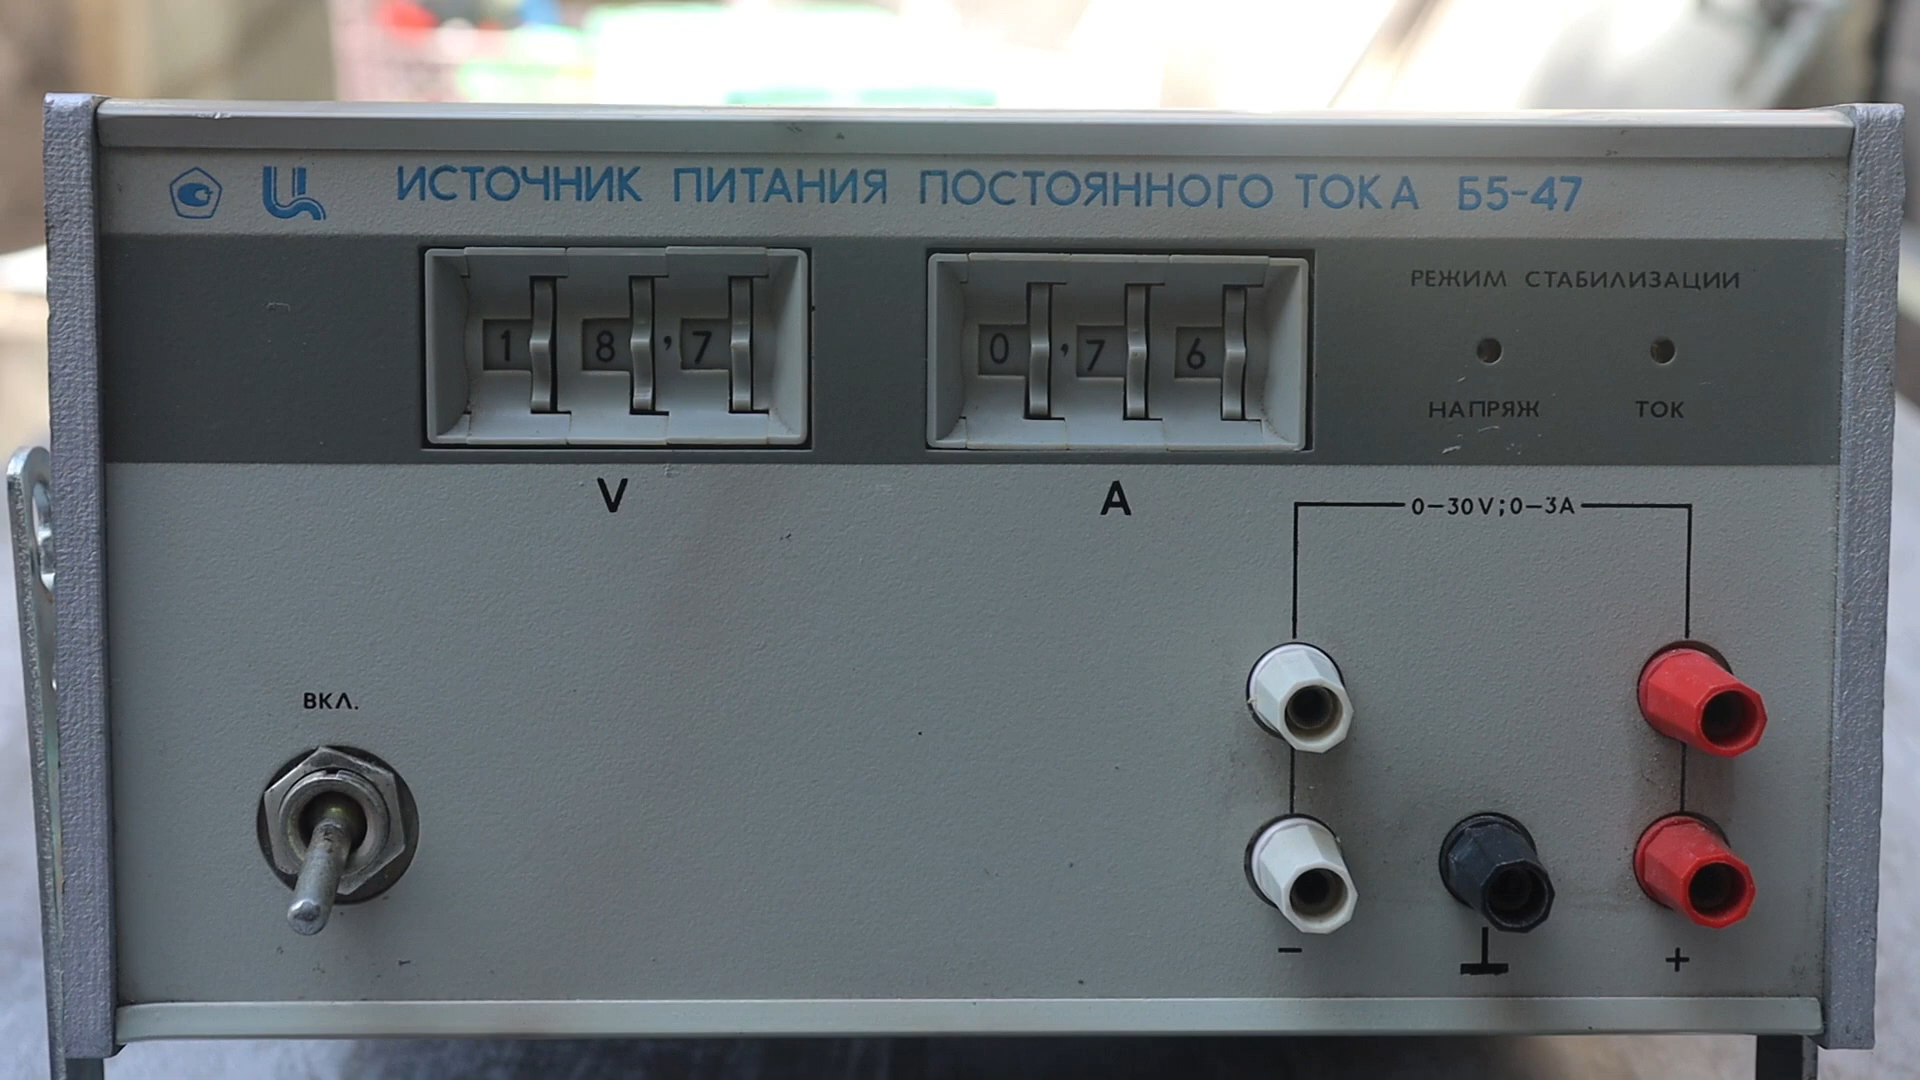 ИСТОЧНИК ПИТАНИЯ ПОСТОЯННОГО ТОКА Б5-47
РЕЖИМ СТАБИЛИЗАЦИИ
1 8,7
0,7 6
НАПРЯЖ ТОК
V
A
0-30V;0-3A
ВКЛ.
- ⊥ +